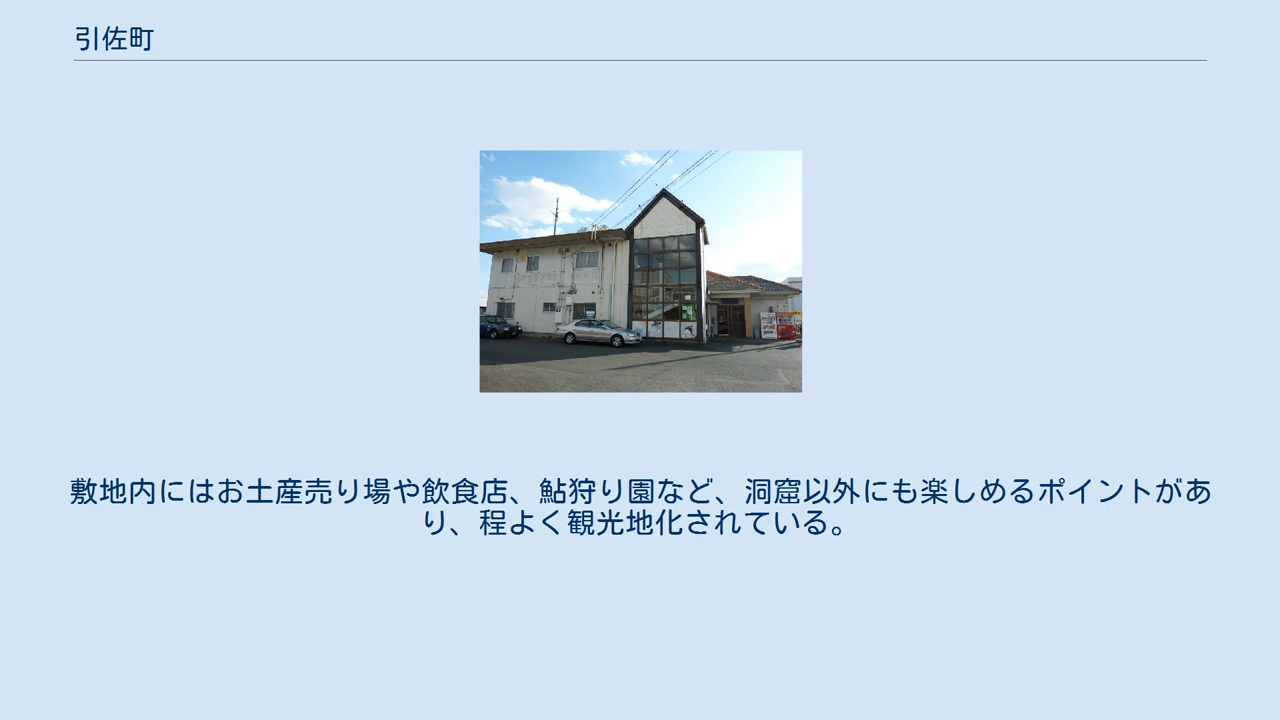 引佐町
敷地内にはお土産売り場や飲食店、鮎狩り園など、洞窟以外にも楽しめるポイントがあ
り、程よく観光地化されている。